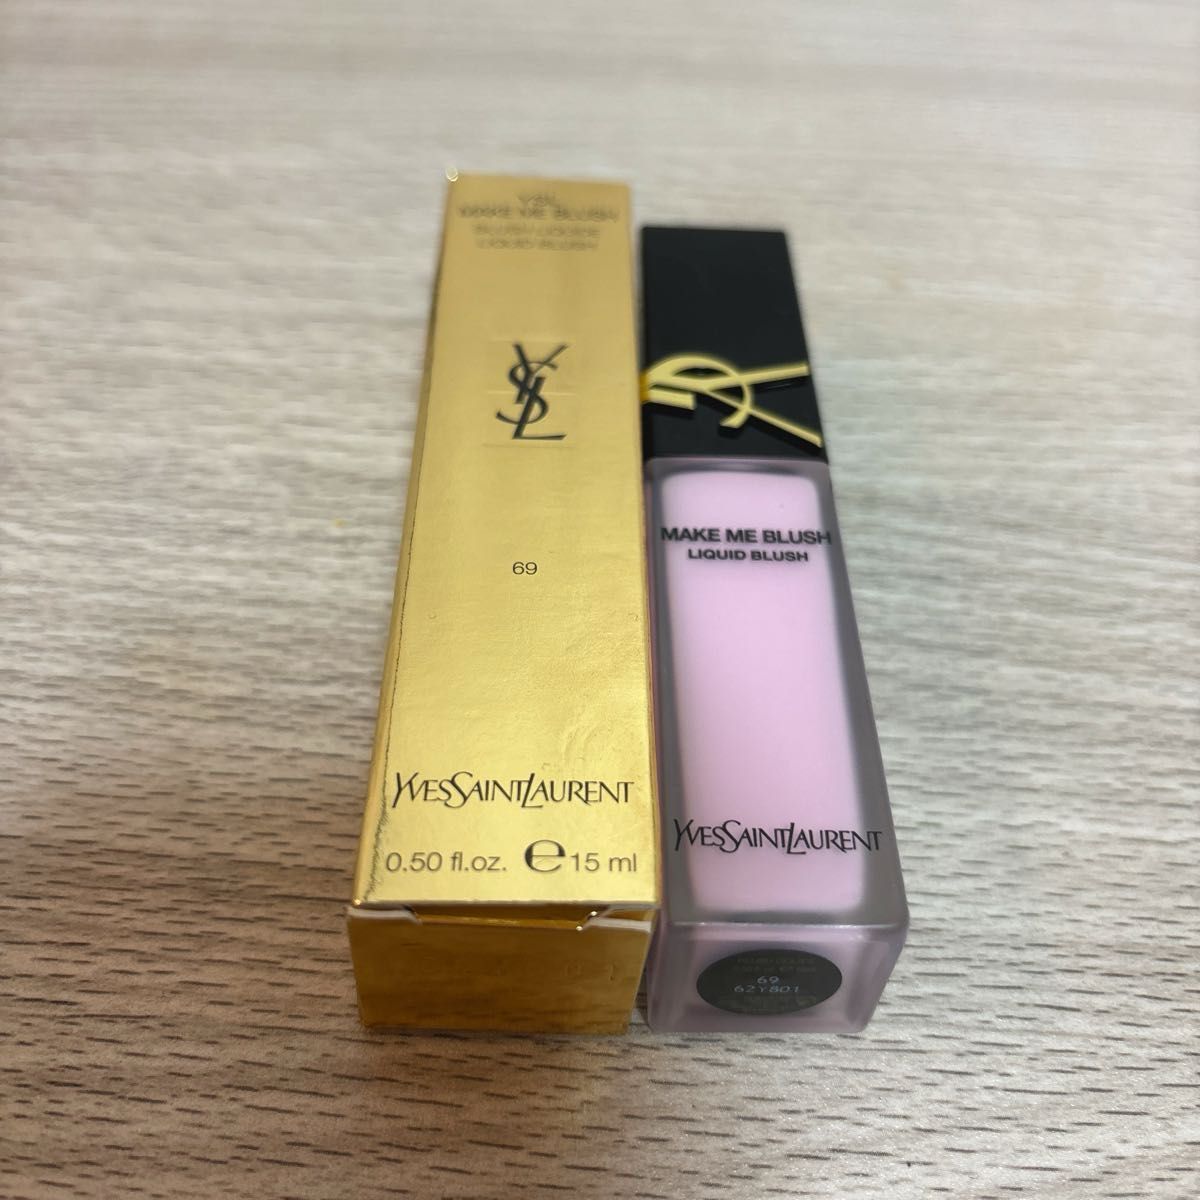 YSL
MAKE ME BLUSH
BLUSH LIQUIDE
LIQUID BLUSH
YSL
69
YVESSAINTLAURENT
0.50 fl.oz. e 15 ml
MAKE ME BLUSH
LIQUID BLUSH
YVESSAINTLAURENT
69
62Y801